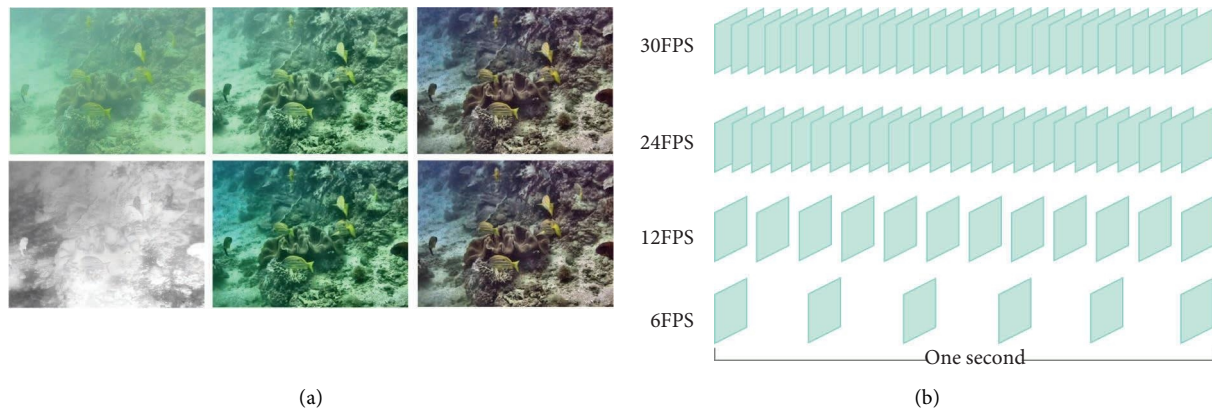 30FPS
24FPS
12FPS
6FPS
One second
(a)
(b)